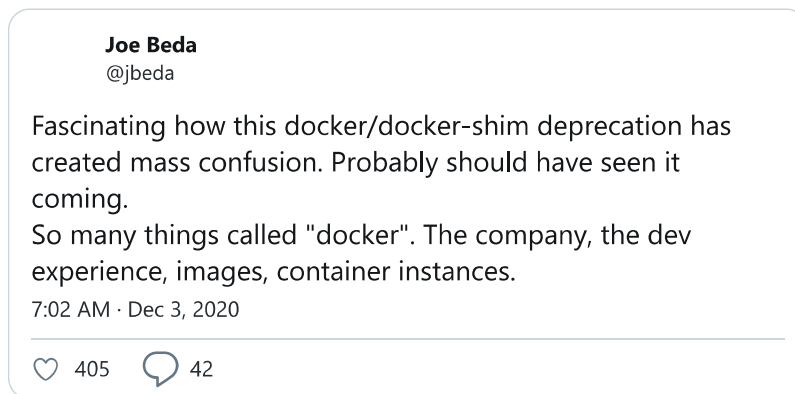 Joe Beda
@jbeda
Fascinating how this docker/docker-shim deprecation has
created mass confusion. Probably should have seen it
coming.
So many things called "docker". The company, the dev
experience, images, container instances.
7:02 AM · Dec 3, 2020
405 42